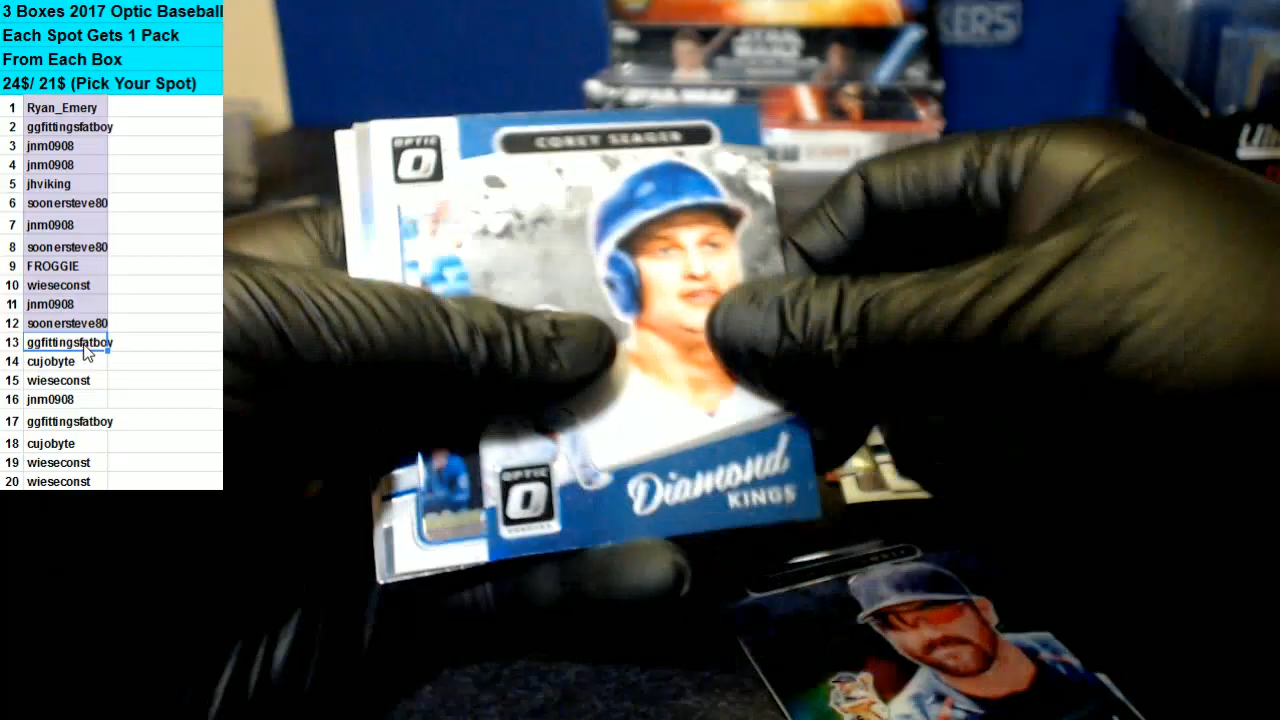 3 Boxes 2017 Optic Baseball
Each Spot Gets 1 Pack
From Each Box
24$/ 21$ (Pick Your Spot)
1 Ryan_Emery
2 ggfittingsfatboy
3 jnm0908
4 jnm0908
5 jhviking
6 soonersteve80
7 jnm0908
8 soonersteve80
9 FROGGIE
10 wieseconst
11 jnm0908
12 soonersteve80
13 ggfittingsfatboy
14 cujobyte
15 wieseconst
16 jnm0908
17 ggfittingsfatboy
18 cujobyte
19 wieseconst
20 wieseconst
OPTIC
COREY SEAGER
OPTIC
Diamond
KINGS
STAR
WARS
KERS